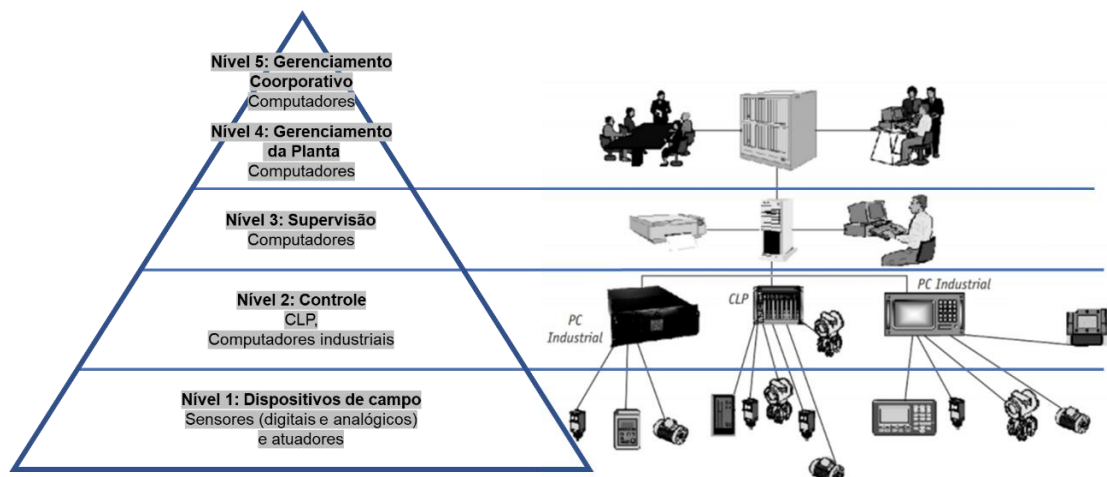 Nível 5: Gerenciamento
Coorporativo
Computadores
Nível 4: Gerenciamento
da Planta
Computadores
Nível 3: Supervisão
Computadores
Nível 2: Controle
CLP,
Computadores industriais
Nível 1: Dispositivos de campo
Sensores (digitais e analógicos)
e atuadores
PC
Industrial
CLP
PC Industrial